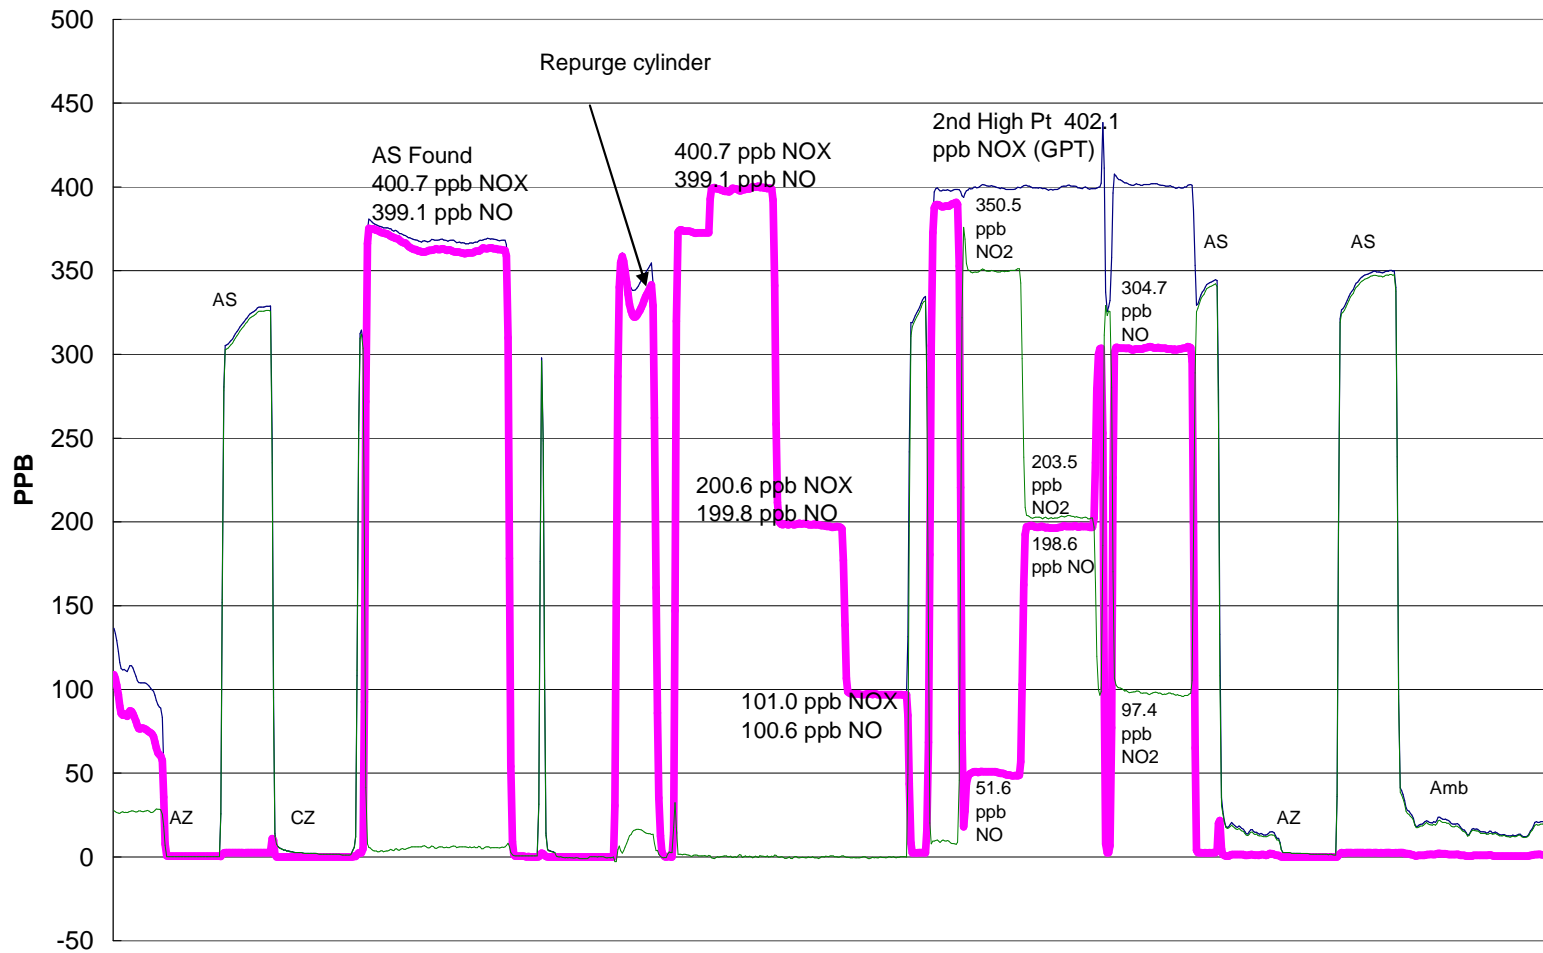 500
450
400
350
300
250
200
150
100
50
0
-50
PPB
Repurge cylinder
AS Found
400.7 ppb NOX
399.1 ppb NO
400.7 ppb NOX
399.1 ppb NO
2nd High Pt 402.1
ppb NOX (GPT)
350.5
ppb
NO2
AS
AS
AS
304.7
ppb
NO
200.6 ppb NOX
199.8 ppb NO
203.5
ppb
NO2
198.6
ppb NO
101.0 ppb NOX
100.6 ppb NO
97.4
ppb
NO2
51.6
ppb
NO
AZ
CZ
AZ
Amb